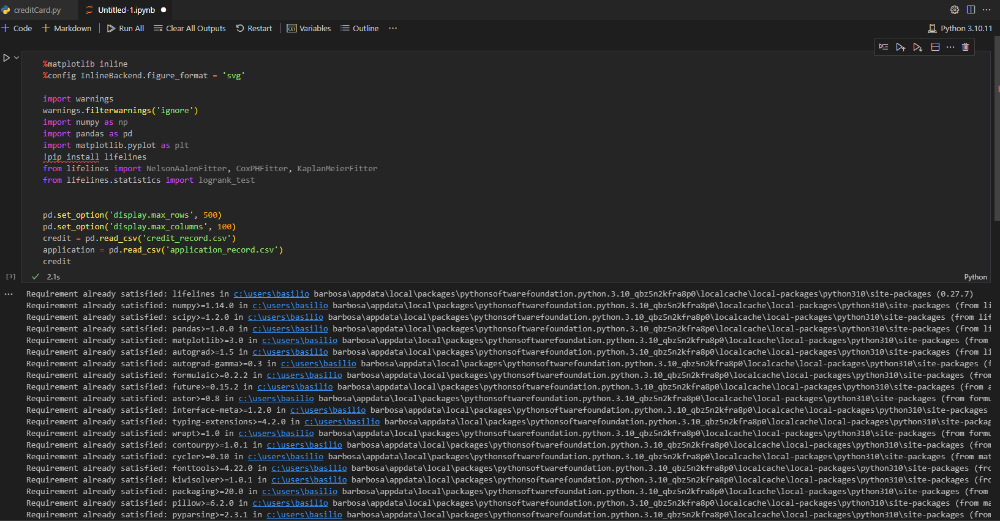 creditCard.py
Untitled-1.ipynb
Code
Markdown
Run All
Clear All Outputs
Restart
Variables
Outline
...
Python 3.10.11
%matplotlib inline
%config InlineBackend.figure_format = 'svg'
import warnings
warnings.filterwarnings('ignore')
import numpy as np
import pandas as pd
import matplotlib.pyplot as plt
!pip install lifelines
from lifelines import NelsonAalenFitter, CoxPHFitter, KaplanMeierFitter
from lifelines.statistics import logrank_test
pd.set_option('display.max_rows', 500)
pd.set_option('display.max_columns', 100)
credit = pd.read_csv('credit_record.csv')
application = pd.read_csv('application_record.csv')
credit
[3]
2.1s
Python
Requirement already satisfied: lifelines in c:\users\basilio barbosa\appdata\local\packages\pythonsoftwarefoundation.python.3.10_qbz5n2kfra8p0\localcache\local-packages\python310\site-packages (0.27.7)
Requirement already satisfied: numpy>=1.14.0 in c:\users\basilio barbosa\appdata\local\packages\pythonsoftwarefoundation.python.3.10_qbz5n2kfra8p0\localcache\local-packages\python310\site-packages (from li
Requirement already satisfied: scipy>=1.2.0 in c:\users\basilio barbosa\appdata\local\packages\pythonsoftwarefoundation.python.3.10_qbz5n2kfra8p0\localcache\local-packages\python310\site-packages (from lif
Requirement already satisfied: pandas>=1.0.0 in c:\users\basilio barbosa\appdata\local\packages\pythonsoftwarefoundation.python.3.10_qbz5n2kfra8p0\localcache\local-packages\python310\site-packages (from li
Requirement already satisfied: matplotlib>=3.0 in c:\users\basilio barbosa\appdata\local\packages\pythonsoftwarefoundation.python.3.10_qbz5n2kfra8p0\localcache\local-packages\python310\site-packages (from
Requirement already satisfied: autograd>=1.5 in c:\users\basilio barbosa\appdata\local\packages\pythonsoftwarefoundation.python.3.10_qbz5n2kfra8p0\localcache\local-packages\python310\site-packages (from li
Requirement already satisfied: autograd-gamma>=0.3 in c:\users\basilio barbosa\appdata\local\packages\pythonsoftwarefoundation.python.3.10_qbz5n2kfra8p0\localcache\local-packages\python310\site-packages (f
Requirement already satisfied: formulaic>=0.2.2 in c:\users\basilio barbosa\appdata\local\packages\pythonsoftwarefoundation.python.3.10_qbz5n2kfra8p0\localcache\local-packages\python310\site-packages (from
Requirement already satisfied: future>=0.15.2 in c:\users\basilio barbosa\appdata\local\packages\pythonsoftwarefoundation.python.3.10_qbz5n2kfra8p0\localcache\local-packages\python310\site-packages (from a
Requirement already satisfied: astor>=0.8 in c:\users\basilio barbosa\appdata\local\packages\pythonsoftwarefoundation.python.3.10_qbz5n2kfra8p0\localcache\local-packages\python310\site-packages (from formu
Requirement already satisfied: interface-meta>=1.2.0 in c:\users\basilio barbosa\appdata\local\packages\pythonsoftwarefoundation.python.3.10_qbz5n2kfra8p0\localcache\local-packages\python310\site-packages
Requirement already satisfied: typing-extensions>=4.2.0 in c:\users\basilio barbosa\appdata\local\packages\pythonsoftwarefoundation.python.3.10_qbz5n2kfra8p0\localcache\local-packages\python310\site-packag
Requirement already satisfied: wrapt>=1.0 in c:\users\basilio barbosa\appdata\local\packages\pythonsoftwarefoundation.python.3.10_qbz5n2kfra8p0\localcache\local-packages\python310\site-packages (from formu
Requirement already satisfied: contourpy>=1.0.1 in c:\users\basilio barbosa\appdata\local\packages\pythonsoftwarefoundation.python.3.10_qbz5n2kfra8p0\localcache\local-packages\python310\site-packages (from
Requirement already satisfied: cycler>=0.10 in c:\users\basilio barbosa\appdata\local\packages\pythonsoftwarefoundation.python.3.10_qbz5n2kfra8p0\localcache\local-packages\python310\site-packages (from mat
Requirement already satisfied: fonttools>=4.22.0 in c:\users\basilio barbosa\appdata\local\packages\pythonsoftwarefoundation.python.3.10_qbz5n2kfra8p0\localcache\local-packages\python310\site-packages (fro
Requirement already satisfied: kiwisolver>=1.0.1 in c:\users\basilio barbosa\appdata\local\packages\pythonsoftwarefoundation.python.3.10_qbz5n2kfra8p0\localcache\local-packages\python310\site-packages (fro
Requirement already satisfied: packaging>=20.0 in c:\users\basilio barbosa\appdata\local\packages\pythonsoftwarefoundation.python.3.10_qbz5n2kfra8p0\localcache\local-packages\python310\site-packages (from
Requirement already satisfied: pillow>=6.2.0 in c:\users\basilio barbosa\appdata\local\packages\pythonsoftwarefoundation.python.3.10_qbz5n2kfra8p0\localcache\local-packages\python310\site-packages (from ma
Requirement already satisfied: pyparsing>=2.3.1 in c:\users\basilio barbosa\appdata\local\packages\pythonsoftwarefoundation.python.3.10_qbz5n2kfra8p0\localcache\local-packages\python310\site-packages (from